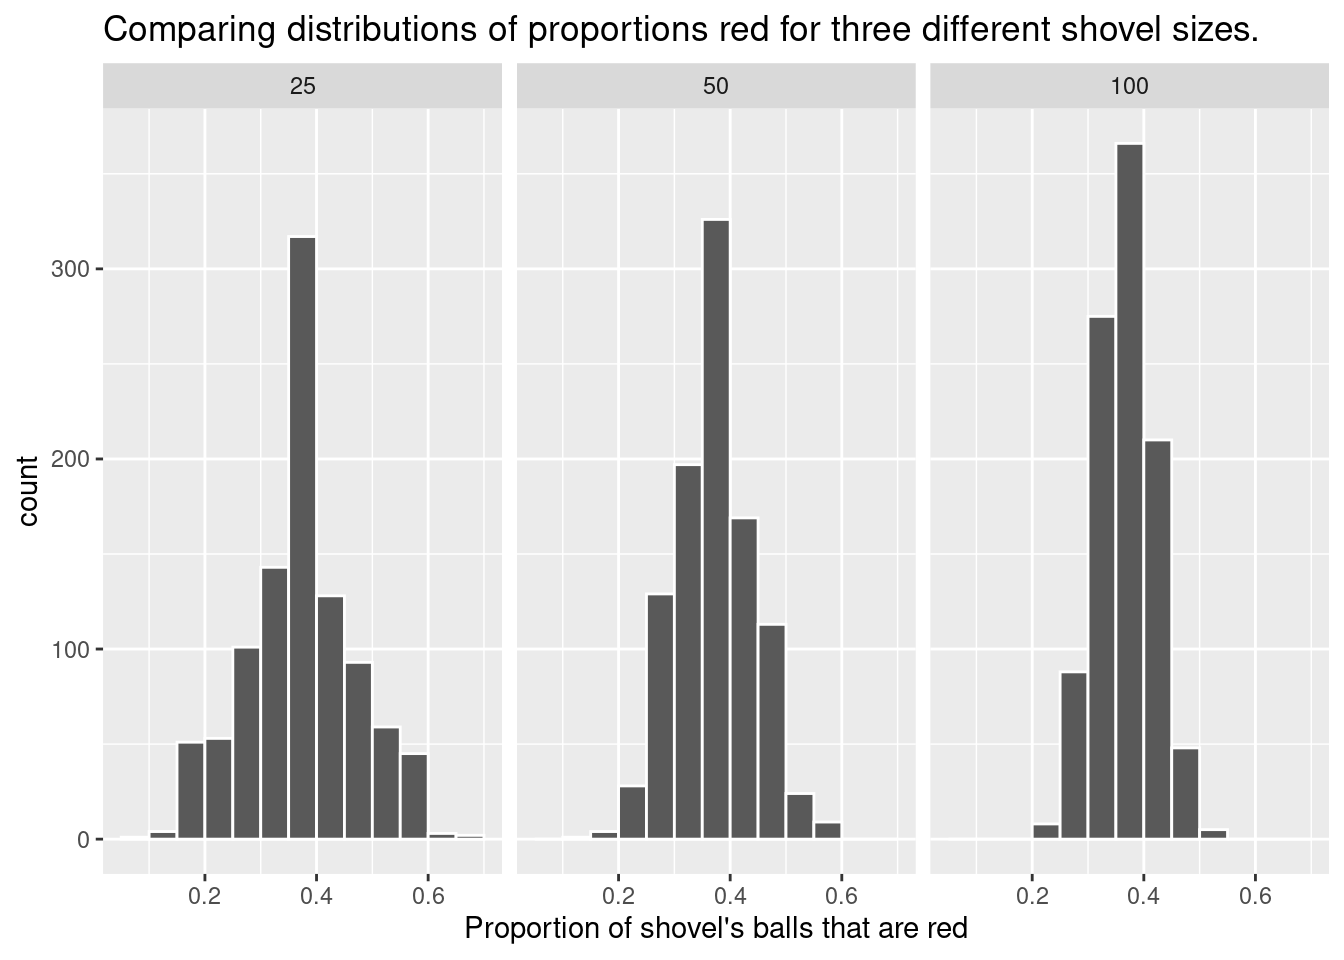 Comparing distributions of proportions red for three different shovel sizes.
25 50 100
300
200
100
0
count
0.2 0.4 0.6 0.2 0.4 0.6 0.2 0.4 0.6
Proportion of shovel's balls that are red